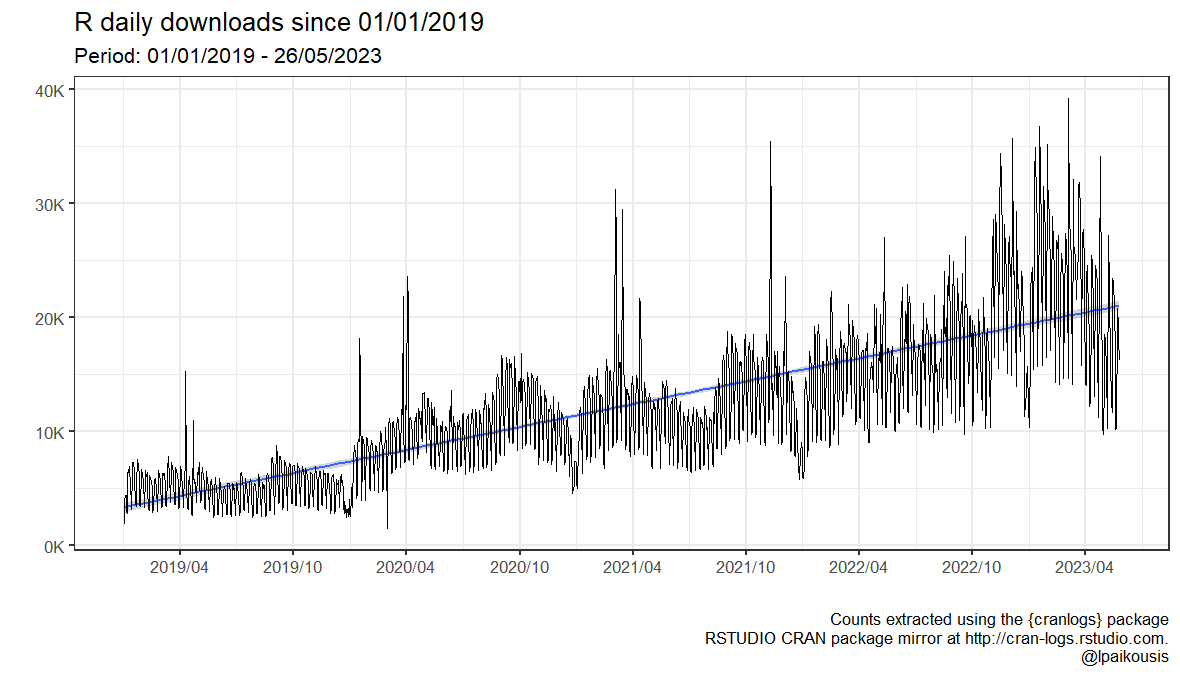 R daily downloads since 01/01/2019
Period: 01/01/2019 - 26/05/2023
40K
30K
20K
10K
0K
2019/04 2019/10 2020/04 2020/10 2021/04 2021/10 2022/04 2022/10 2023/04
Counts extracted using the {cranlogs} package
RSTUDIO CRAN package mirror at http://cran-logs.rstudio.com.
@lpaikousis